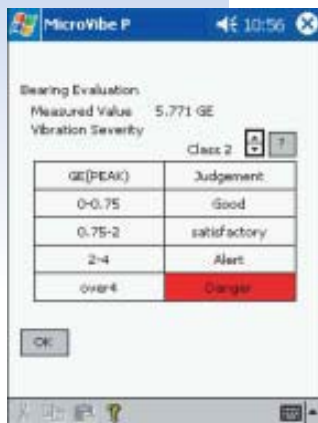 MicroVibe P 10:56
Bearing Evaluation
Measured Value 5.771 GE
Vibration Severity
Class 2 ?
GE(PEAK) Judgement
0-0.75 Good
0.75-2 satisfactory
2-4 Alert
over4 Danger
OK